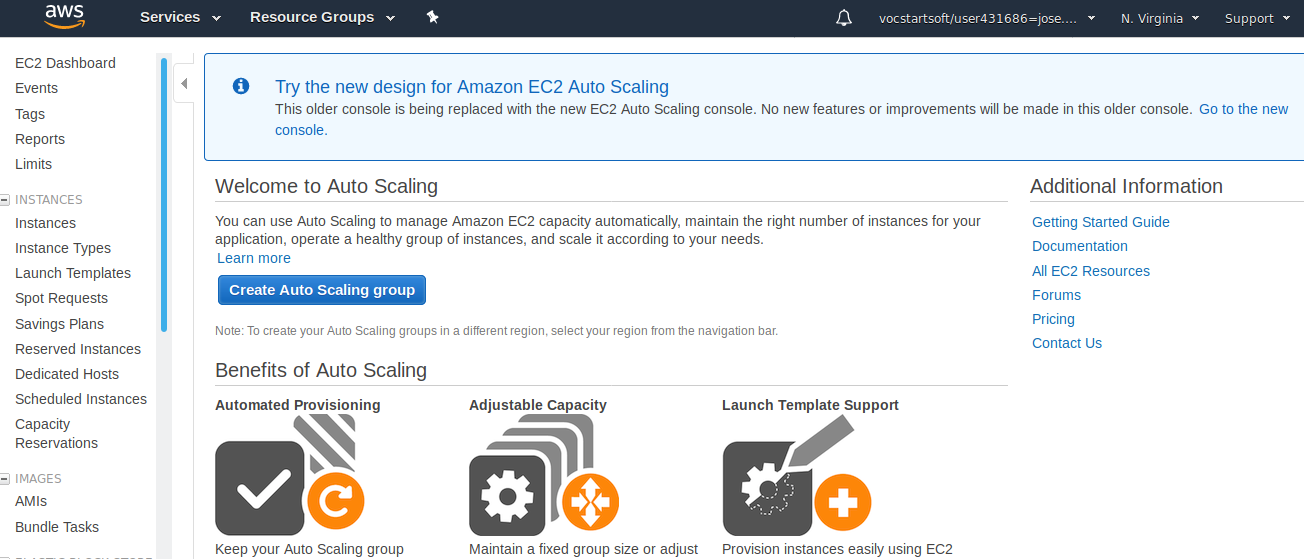 aws
Services
Resource Groups
vocstartsoft/user431686=jose....
N. Virginia
Support
EC2 Dashboard
Events
Tags
Reports
Limits
INSTANCES
Instances
Instance Types
Launch Templates
Spot Requests
Savings Plans
Reserved Instances
Dedicated Hosts
Scheduled Instances
Capacity
Reservations
IMAGES
AMIs
Bundle Tasks
Try the new design for Amazon EC2 Auto Scaling
This older console is being replaced with the new EC2 Auto Scaling console. No new features or improvements will be made in this older console. Go to the new
console.
Welcome to Auto Scaling
You can use Auto Scaling to manage Amazon EC2 capacity automatically, maintain the right number of instances for your
application, operate a healthy group of instances, and scale it according to your needs.
Learn more
Create Auto Scaling group
Note: To create your Auto Scaling groups in a different region, select your region from the navigation bar.
Benefits of Auto Scaling
Automated Provisioning
Keep your Auto Scaling group
Adjustable Capacity
Maintain a fixed group size or adjust
Launch Template Support
Provision instances easily using EC2
Additional Information
Getting Started Guide
Documentation
All EC2 Resources
Forums
Pricing
Contact Us